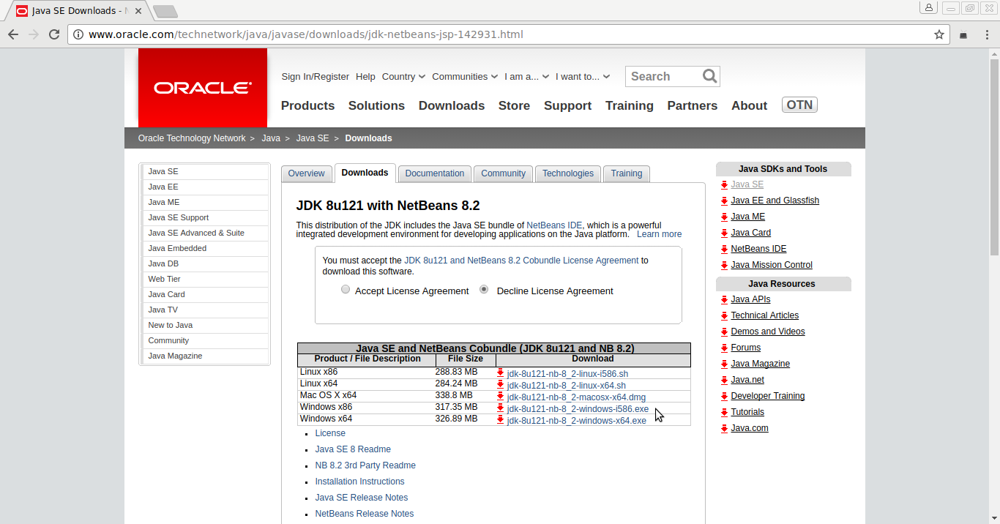 Java SE Downloads - N
www.oracle.com/technetwork/java/javase/downloads/jdk-netbeans-jsp-142931.html
ORACLE
Sign In/Register Help Country Communities I am a... I want to... Search
Products Solutions Downloads Store Support Training Partners About OTN
Oracle Technology Network > Java > Java SE > Downloads
Java SE
Java EE
Java ME
Java SE Support
Java SE Advanced & Suite
Java Embedded
Java DB
Web Tier
Java Card
Java TV
New to Java
Community
Java Magazine
Overview Downloads Documentation Community Technologies Training
JDK 8u121 with NetBeans 8.2
This distribution of the JDK includes the Java SE bundle of NetBeans IDE, which is a powerful
integrated development environment for developing applications on the Java platform. Learn more
You must accept the JDK 8u121 and NetBeans 8.2 Cobundle License Agreement to
download this software.
Accept License Agreement Decline License Agreement
Java SE and NetBeans Cobundle (JDK 8u121 and NB 8.2)
Product / File Description File Size Download
Linux x86 288.83 MB jdk-8u121-nb-8_2-linux-i586.sh
Linux x64 284.24 MB jdk-8u121-nb-8_2-linux-x64.sh
Mac OS X x64 338.8 MB jdk-8u121-nb-8_2-macosx-x64.dmg
Windows x86 317.35 MB jdk-8u121-nb-8_2-windows-i586.exe
Windows x64 326.89 MB jdk-8u121-nb-8_2-windows-x64.exe
License
Java SE 8 Readme
NB 8.2 3rd Party Readme
Installation Instructions
Java SE Release Notes
NetBeans Release Notes
Java SDKs and Tools
Java SE
Java EE and Glassfish
Java ME
Java Card
NetBeans IDE
Java Mission Control
Java Resources
Java APIs
Technical Articles
Demos and Videos
Forums
Java Magazine
Java.net
Developer Training
Tutorials
Java.com